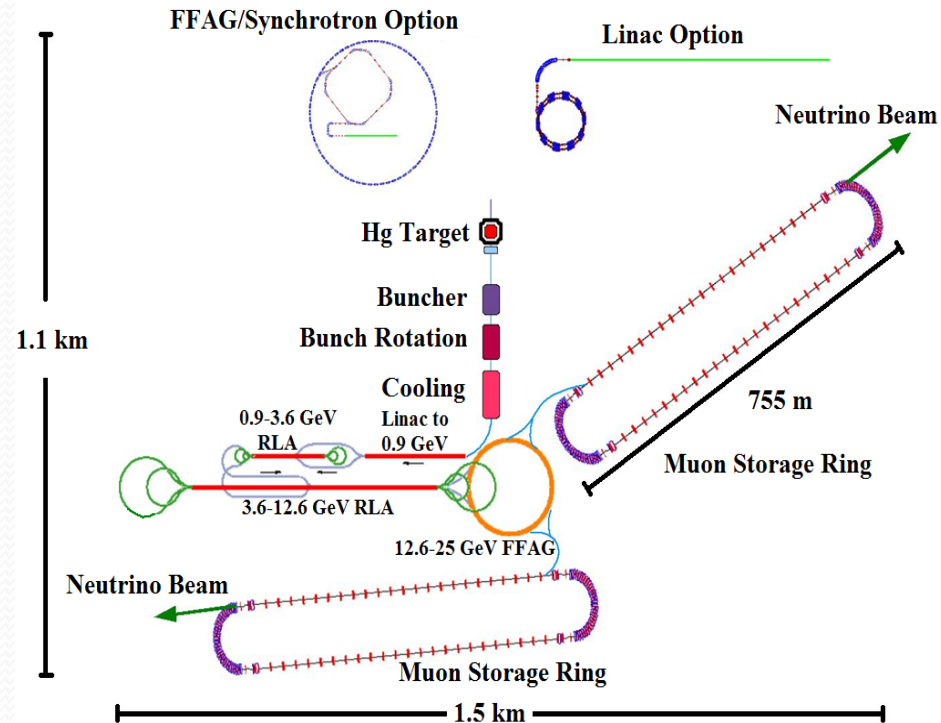 FFAG/Synchrotron Option
Linac Option
Neutrino Beam
Hg Target
Buncher
1.1 km
Bunch Rotation
Cooling
755 m
0.9-3.6 GeV
RLA
Linac to
0.9 GeV
Muon Storage Ring
3.6-12.6 GeV RLA
12.6-25 GeV FFAG
Neutrino Beam
Muon Storage Ring
1.5 km